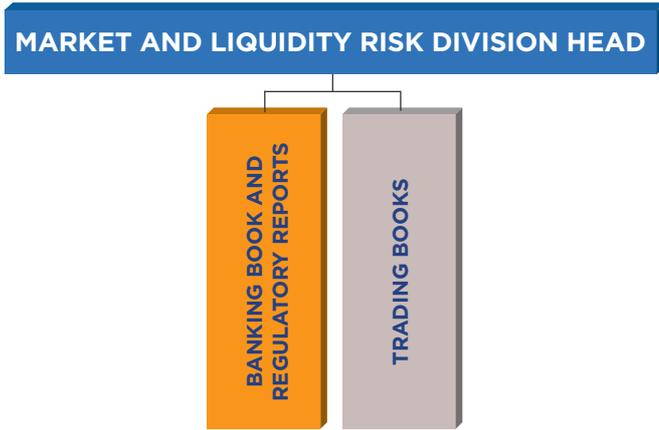 MARKET AND LIQUIDITY RISK DIVISION HEAD
BANKING BOOK AND
REGULATORY REPORTS
TRADING BOOKS